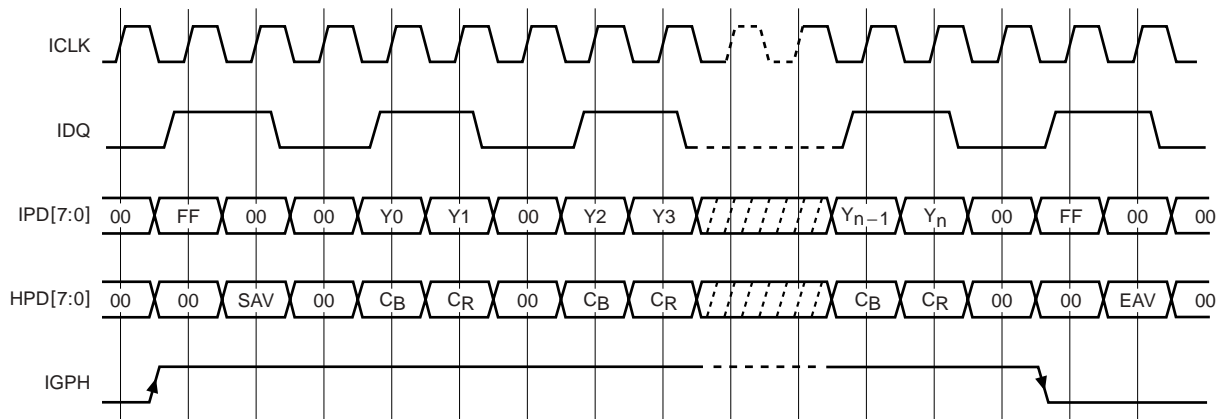 ICLK
IDQ
IPD[7:0] 00 FF 00 00 Y0 Y1 00 Y2 Y3 Yn−1 Yn 00 FF 00 00
HPD[7:0] 00 00 SAV 00 CB CR 00 CB CR CB CR 00 00 EAV 00
IGPH